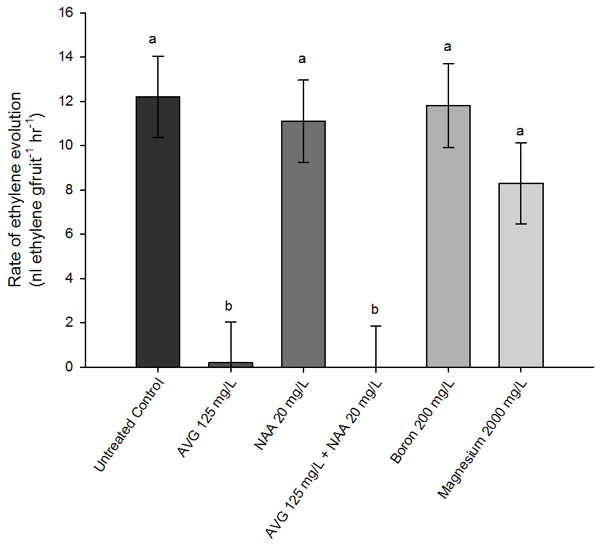 16
14
12
10
8
6
4
2
0
Rate of ethylene evolution
(nl ethylene gfruit⁻¹ hr⁻¹)
a
b
a
b
a
a
Untreated Control
AVG 125 mg/L
NAA 20 mg/L
AVG 125 mg/L + NAA 20 mg/L
Boron 200 mg/L
Magnesium 2000 mg/L